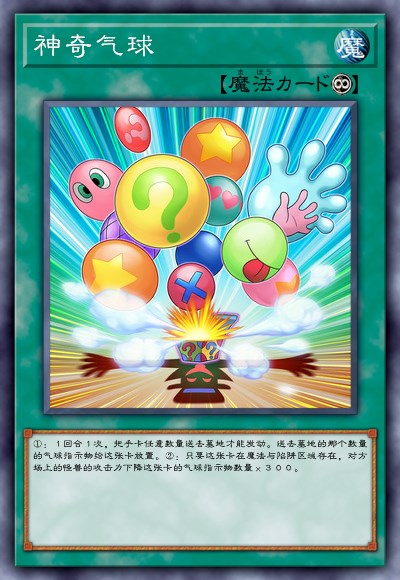 神奇气球
魔
【魔法カード】
まほう
①：１回合１次，把手卡任意数量送去墓地才能发动。送去墓地的那个数量
的气球指示物给这张卡放置。②：只要这张卡在魔法与陷阱区域存在，对方
场上的怪兽的攻击力下降这张卡的气球指示物数量×３００。